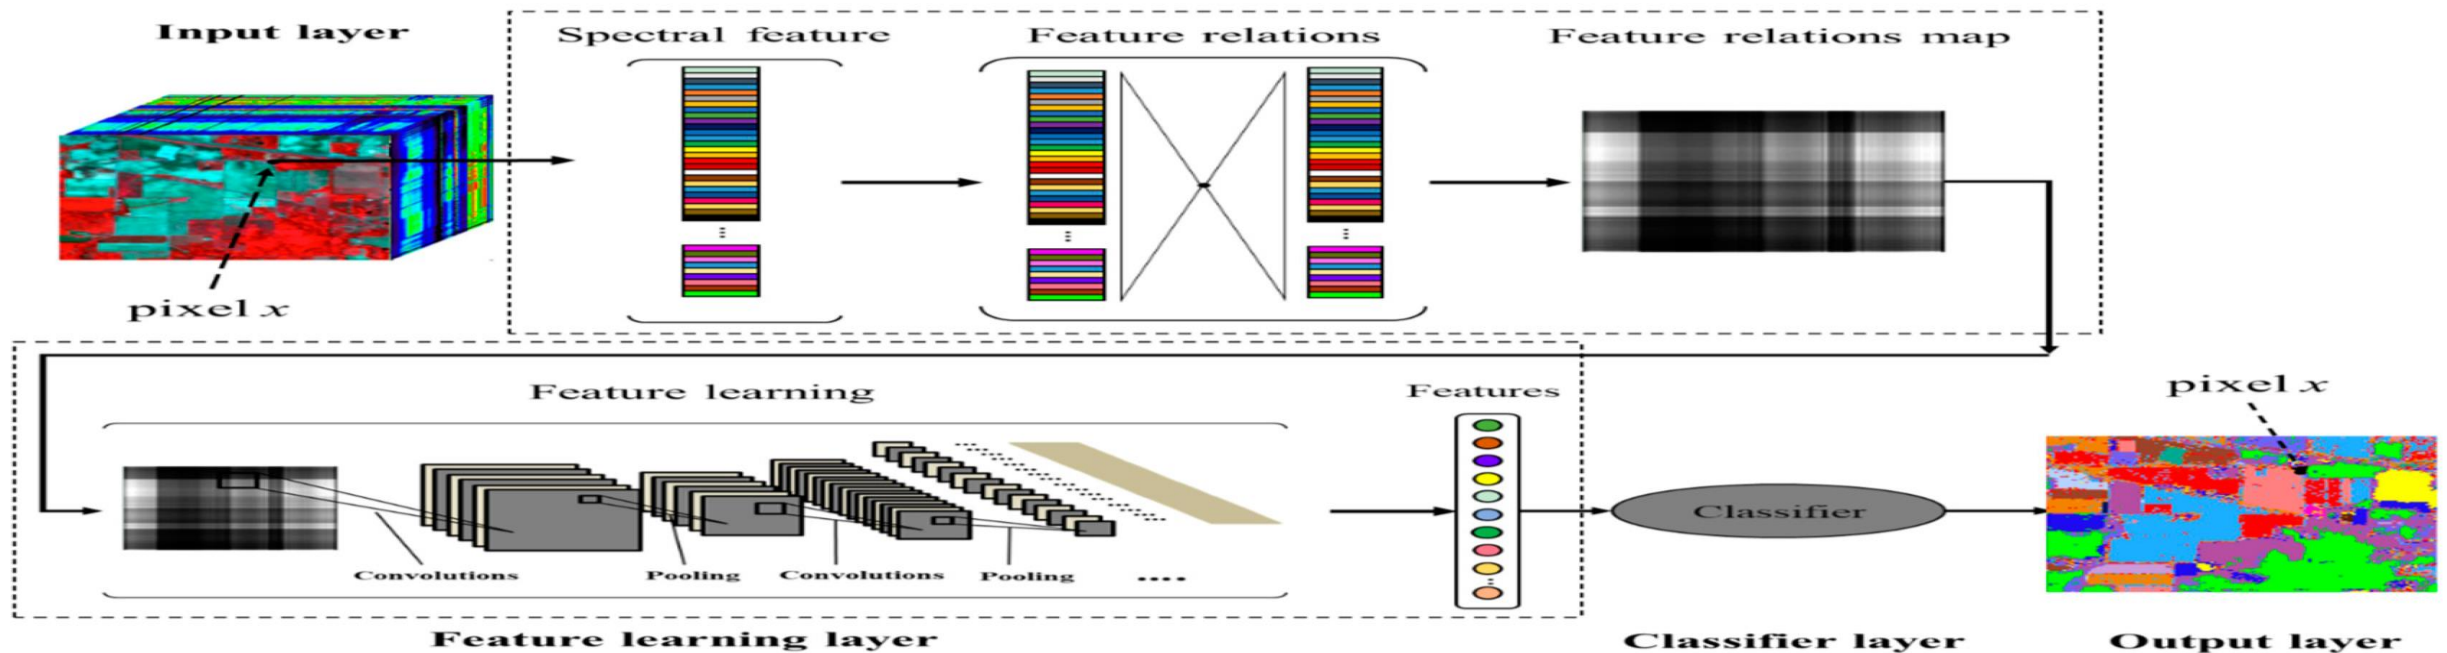 Input layer
Spectral feature
Feature relations
Feature relations map
pixel x
Feature learning
Features
pixel x
Classifier
Convolutions
Pooling
Convolutions
Pooling
....
Feature learning layer
Classifier layer
Output layer